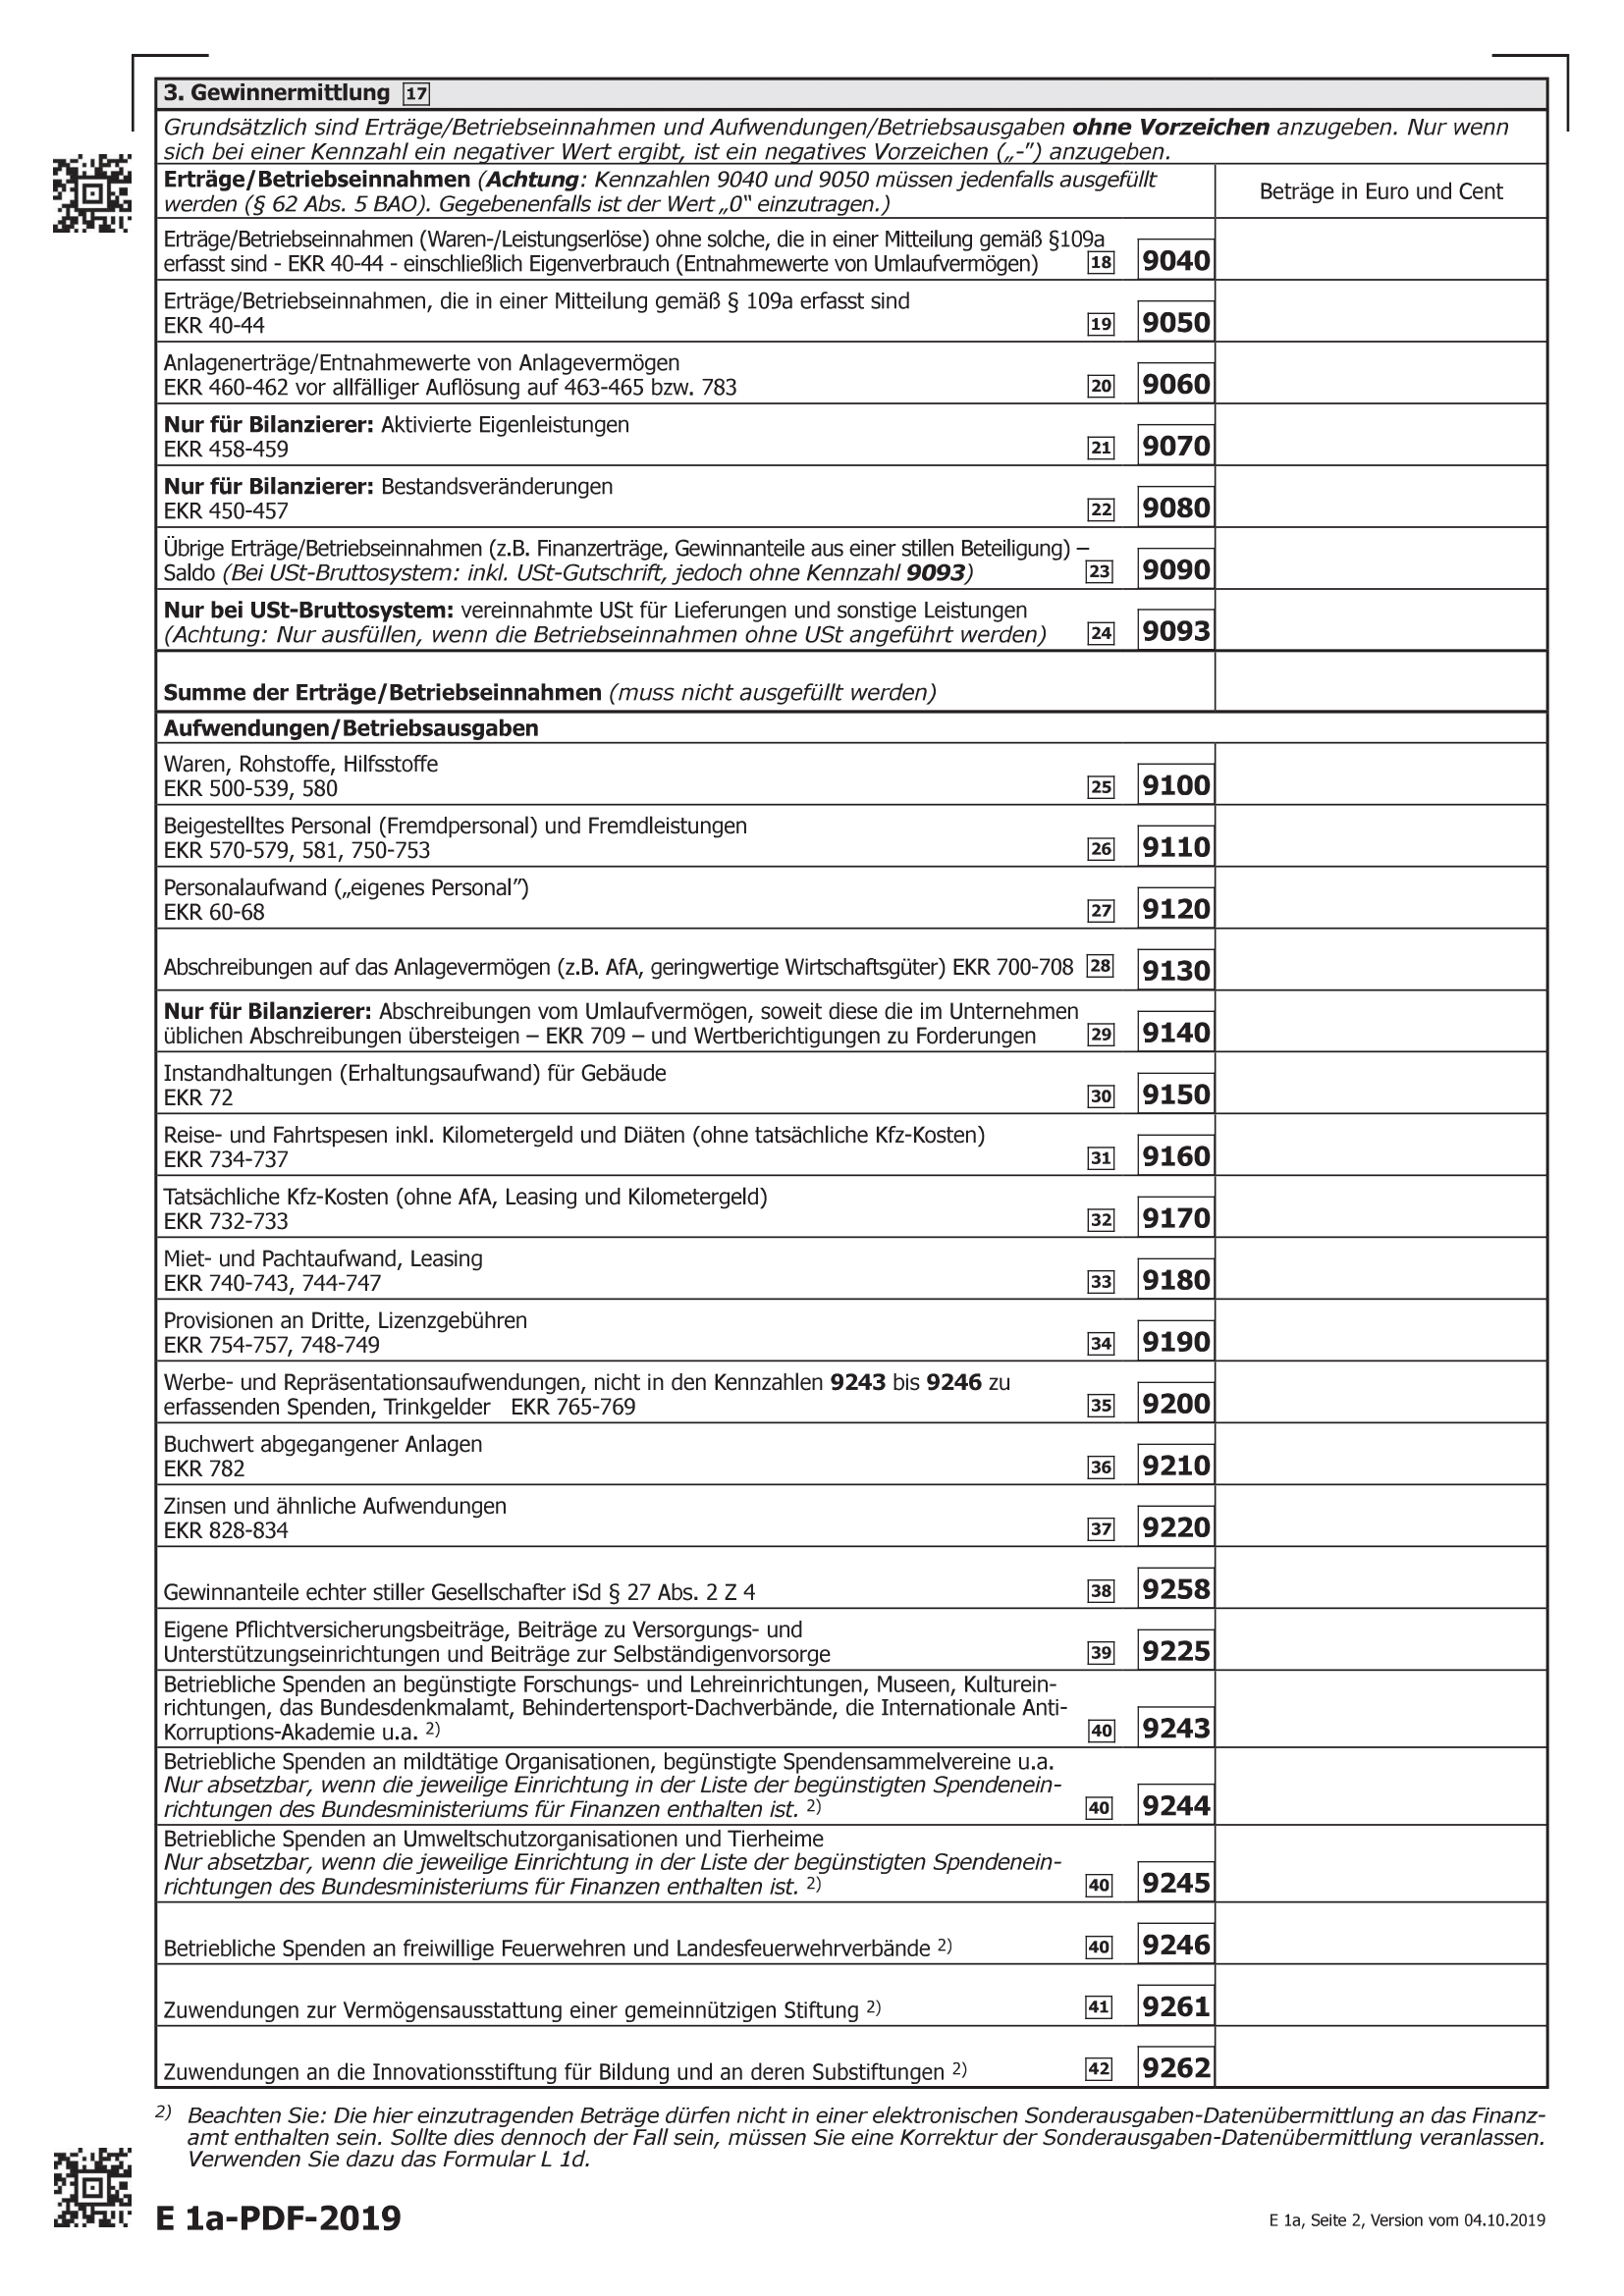 3. Gewinnermittlung 17
Grundsätzlich sind Erträge/Betriebseinnahmen und Aufwendungen/Betriebsausgaben ohne Vorzeichen anzugeben. Nur wenn
sich bei einer Kennzahl ein negativer Wert ergibt, ist ein negatives Vorzeichen („-”) anzugeben.
Erträge/Betriebseinnahmen (Achtung: Kennzahlen 9040 und 9050 müssen jedenfalls ausgefüllt
werden (§ 62 Abs. 5 BAO). Gegebenenfalls ist der Wert „0“ einzutragen.)
Beträge in Euro und Cent
Erträge/Betriebseinnahmen (Waren-/Leistungserlöse) ohne solche, die in einer Mitteilung gemäß §109a
erfasst sind - EKR 40-44 - einschließlich Eigenverbrauch (Entnahmewerte von Umlaufvermögen) 18 9040
Erträge/Betriebseinnahmen, die in einer Mitteilung gemäß § 109a erfasst sind
EKR 40-44 19 9050
Anlagenerträge/Entnahmewerte von Anlagevermögen
EKR 460-462 vor allfälliger Auflösung auf 463-465 bzw. 783 20 9060
Nur für Bilanzierer: Aktivierte Eigenleistungen
EKR 458-459 21 9070
Nur für Bilanzierer: Bestandsveränderungen
EKR 450-457 22 9080
Übrige Erträge/Betriebseinnahmen (z.B. Finanzerträge, Gewinnanteile aus einer stillen Beteiligung) –
Saldo (Bei USt-Bruttosystem: inkl. USt-Gutschrift, jedoch ohne Kennzahl 9093) 23 9090
Nur bei USt-Bruttosystem: vereinnahmte USt für Lieferungen und sonstige Leistungen
(Achtung: Nur ausfüllen, wenn die Betriebseinnahmen ohne USt angeführt werden) 24 9093
Summe der Erträge/Betriebseinnahmen (muss nicht ausgefüllt werden)
Aufwendungen/Betriebsausgaben
Waren, Rohstoffe, Hilfsstoffe
EKR 500-539, 580 25 9100
Beigestelltes Personal (Fremdpersonal) und Fremdleistungen
EKR 570-579, 581, 750-753 26 9110
Personalaufwand („eigenes Personal”)
EKR 60-68 27 9120
Abschreibungen auf das Anlagevermögen (z.B. AfA, geringwertige Wirtschaftsgüter) EKR 700-708 28 9130
Nur für Bilanzierer: Abschreibungen vom Umlaufvermögen, soweit diese die im Unternehmen
üblichen Abschreibungen übersteigen – EKR 709 – und Wertberichtigungen zu Forderungen 29 9140
Instandhaltungen (Erhaltungsaufwand) für Gebäude
EKR 72 30 9150
Reise- und Fahrtspesen inkl. Kilometergeld und Diäten (ohne tatsächliche Kfz-Kosten)
EKR 734-737 31 9160
Tatsächliche Kfz-Kosten (ohne AfA, Leasing und Kilometergeld)
EKR 732-733 32 9170
Miet- und Pachtaufwand, Leasing
EKR 740-743, 744-747 33 9180
Provisionen an Dritte, Lizenzgebühren
EKR 754-757, 748-749 34 9190
Werbe- und Repräsentationsaufwendungen, nicht in den Kennzahlen 9243 bis 9246 zu
erfassenden Spenden, Trinkgelder EKR 765-769 35 9200
Buchwert abgegangener Anlagen
EKR 782 36 9210
Zinsen und ähnliche Aufwendungen
EKR 828-834 37 9220
Gewinnanteile echter stiller Gesellschafter iSd § 27 Abs. 2 Z 4 38 9258
Eigene Pflichtversicherungsbeiträge, Beiträge zu Versorgungs- und
Unterstützungseinrichtungen und Beiträge zur Selbständigenvorsorge 39 9225
Betriebliche Spenden an begünstigte Forschungs- und Lehreinrichtungen, Museen, Kulturein-
richtungen, das Bundesdenkmalamt, Behindertensport-Dachverbände, die Internationale Anti-
Korruptions-Akademie u.a. 2) 40 9243
Betriebliche Spenden an mildtätige Organisationen, begünstigte Spendensammelvereine u.a.
Nur absetzbar, wenn die jeweilige Einrichtung in der Liste der begünstigten Spendenein-
richtungen des Bundesministeriums für Finanzen enthalten ist. 2) 40 9244
Betriebliche Spenden an Umweltschutzorganisationen und Tierheime
Nur absetzbar, wenn die jeweilige Einrichtung in der Liste der begünstigten Spendenein-
richtungen des Bundesministeriums für Finanzen enthalten ist. 2) 40 9245
Betriebliche Spenden an freiwillige Feuerwehren und Landesfeuerwehrverbände 2) 40 9246
Zuwendungen zur Vermögensausstattung einer gemeinnützigen Stiftung 2) 41 9261
Zuwendungen an die Innovationsstiftung für Bildung und an deren Substiftungen 2) 42 9262
2) Beachten Sie: Die hier einzutragenden Beträge dürfen nicht in einer elektronischen Sonderausgaben-Datenübermittlung an das Finanz-
amt enthalten sein. Sollte dies dennoch der Fall sein, müssen Sie eine Korrektur der Sonderausgaben-Datenübermittlung veranlassen.
Verwenden Sie dazu das Formular L 1d.
E 1a-PDF-2019
E 1a, Seite 2, Version vom 04.10.2019